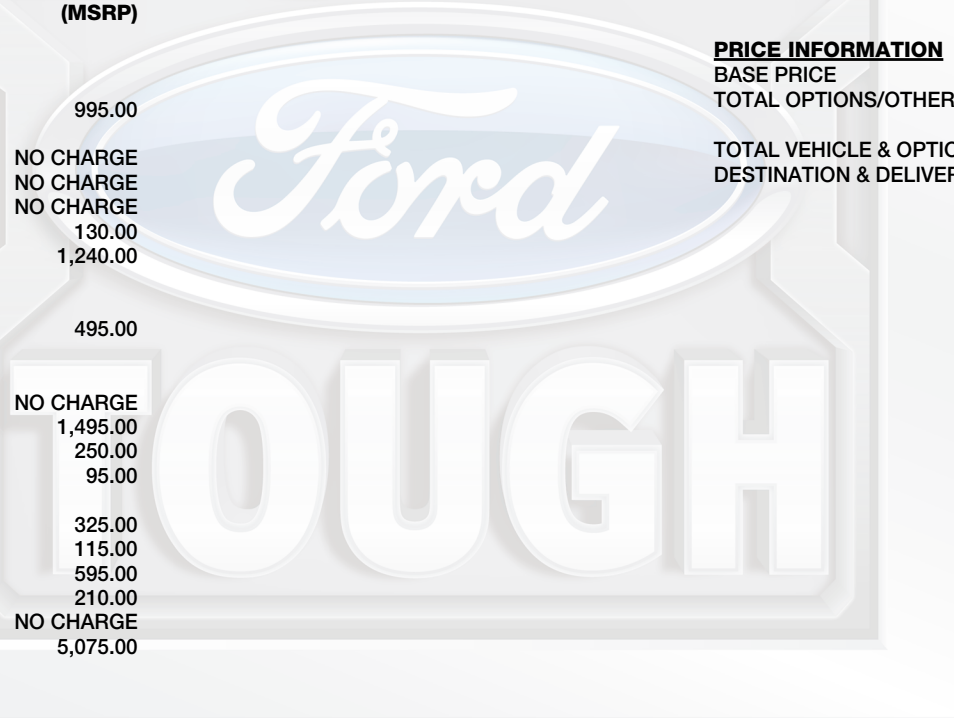 (MSRP)
995.00
NO CHARGE
NO CHARGE
NO CHARGE
130.00
1,240.00
495.00
NO CHARGE
1,495.00
250.00
95.00
325.00
115.00
595.00
210.00
NO CHARGE
5,075.00
PRICE INFORMATION
BASE PRICE
TOTAL OPTIONS/OTHER
TOTAL VEHICLE & OPTIO
DESTINATION & DELIVER
Ford
TOUGH